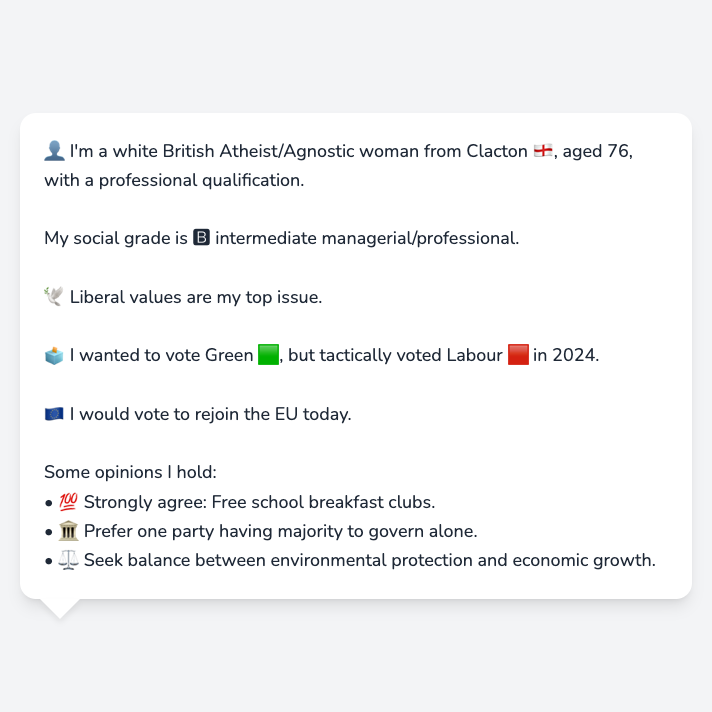 👤 I'm a white British Atheist/Agnostic woman from Clacton 🏴󠁧󠁢󠁥󠁮󠁧󠁿, aged 76,
with a professional qualification.
My social grade is 🅱 intermediate managerial/professional.
🕊️ Liberal values are my top issue.
🗳️ I wanted to vote Green 🟩, but tactically voted Labour 🟥 in 2024.
🇪🇺 I would vote to rejoin the EU today.
Some opinions I hold:
• 💯 Strongly agree: Free school breakfast clubs.
• 🏛️ Prefer one party having majority to govern alone.
• ⚖️ Seek balance between environmental protection and economic growth.